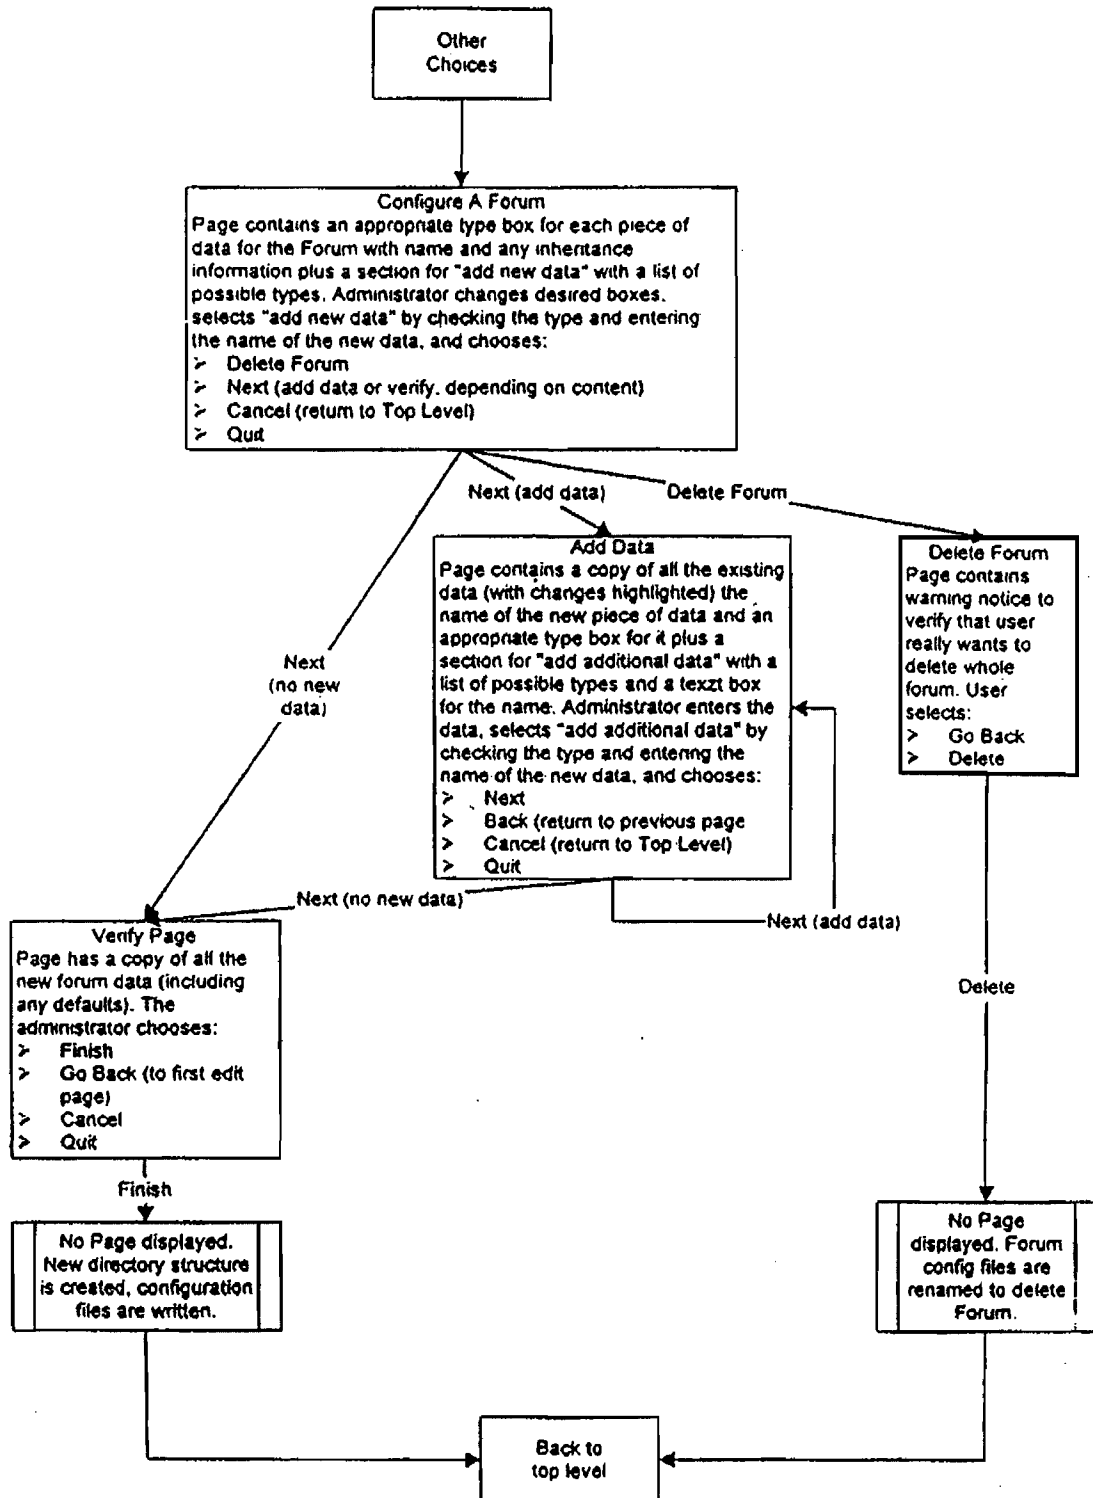 Other
Choices
Configure A Forum
Page contains an appropriate type box for each piece of
data for the Forum with name and any inheritance
information plus a section for "add new data" with a list of
possible types. Administrator changes desired boxes,
selects "add new data" by checking the type and entering
the name of the new data, and chooses:
➢ Delete Forum
➢ Next (add data or verify, depending on content)
➢ Cancel (return to Top Level)
➢ Quit
Next (add data)
Delete Forum
Next
(no new
data)
Add Data
Page contains a copy of all the existing
data (with changes highlighted) the
name of the new piece of data and an
appropriate type box for it plus a
section for "add additional data" with a
list of possible types and a texzt box
for the name. Administrator enters the
data, selects "add additional data" by
checking the type and entering the
name of the new data, and chooses:
➢ Next
➢ Back (return to previous page
➢ Cancel (return to Top Level)
➢ Quit
Delete Forum
Page contains
warning notice to
verify that user
really wants to
delete whole
forum. User
selects:
➢ Go Back
➢ Delete
Next (no new data)
Next (add data)
Verify Page
Page has a copy of all the
new forum data (including
any defaults). The
administrator chooses:
➢ Finish
➢ Go Back (to first edit
page)
➢ Cancel
➢ Quit
Delete
Finish
No Page displayed.
New directory structure
is created, configuration
files are written.
No Page
displayed. Forum
config files are
renamed to delete
Forum.
Back to
top level